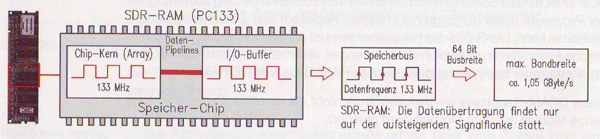 SDR-RAM (PC133)
Daten-
Pipelines
Chip-Kern (Array)
133 MHz
I/O-Buffer
133 MHz
Speicher-Chip
Speicherbus
Datenfrequenz 133 MHz
64 Bit
Busbreite
max. Bandbreite
ca. 1,05 GByte/s
SDR-RAM: Die Datenübertragung findet nur
auf der aufsteigenden Signalflanke statt.